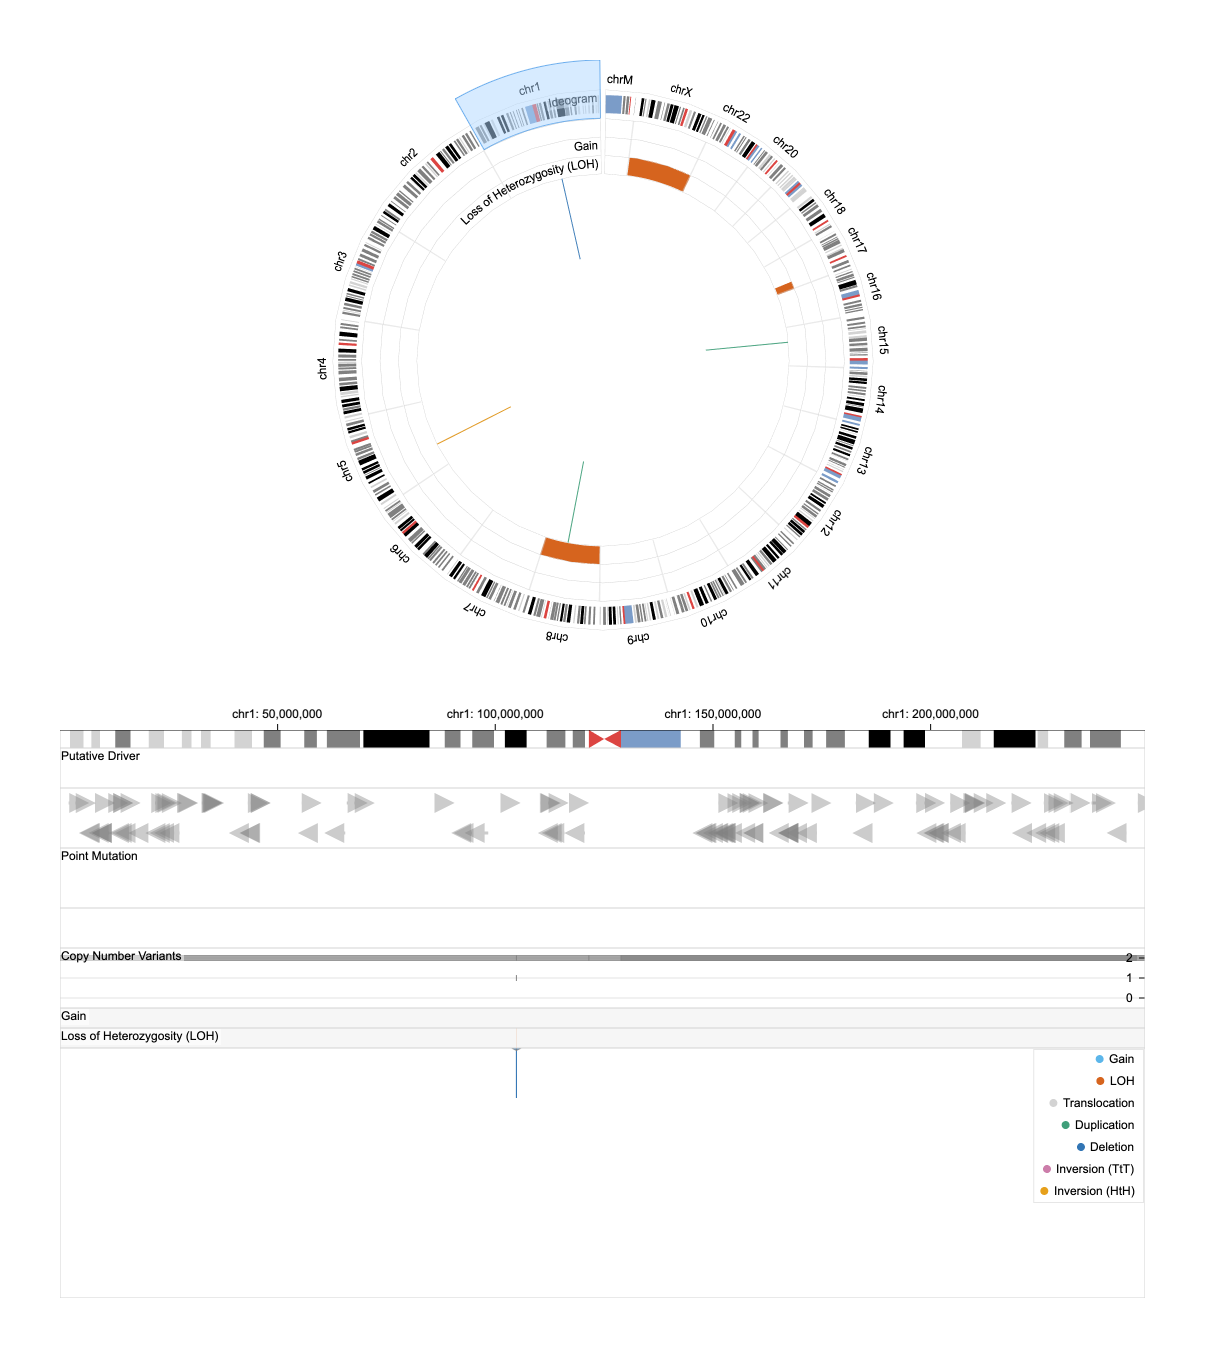 chrM
chrX
chr22
chr20
chr18
chr17
chr16
chr15
chr14
chr13
chr12
chr11
chr10
chr9
chr8
chr7
chr6
chr5
chr4
chr3
chr2
chr1
Ideogram
Gain
Loss of Heterozygosity (LOH)
chr1: 50,000,000 chr1: 100,000,000 chr1: 150,000,000 chr1: 200,000,000
Putative Driver
Point Mutation
Copy Number Variants
2
1
0
Gain
Loss of Heterozygosity (LOH)
Gain
LOH
Translocation
Duplication
Deletion
Inversion (TtT)
Inversion (HtH)